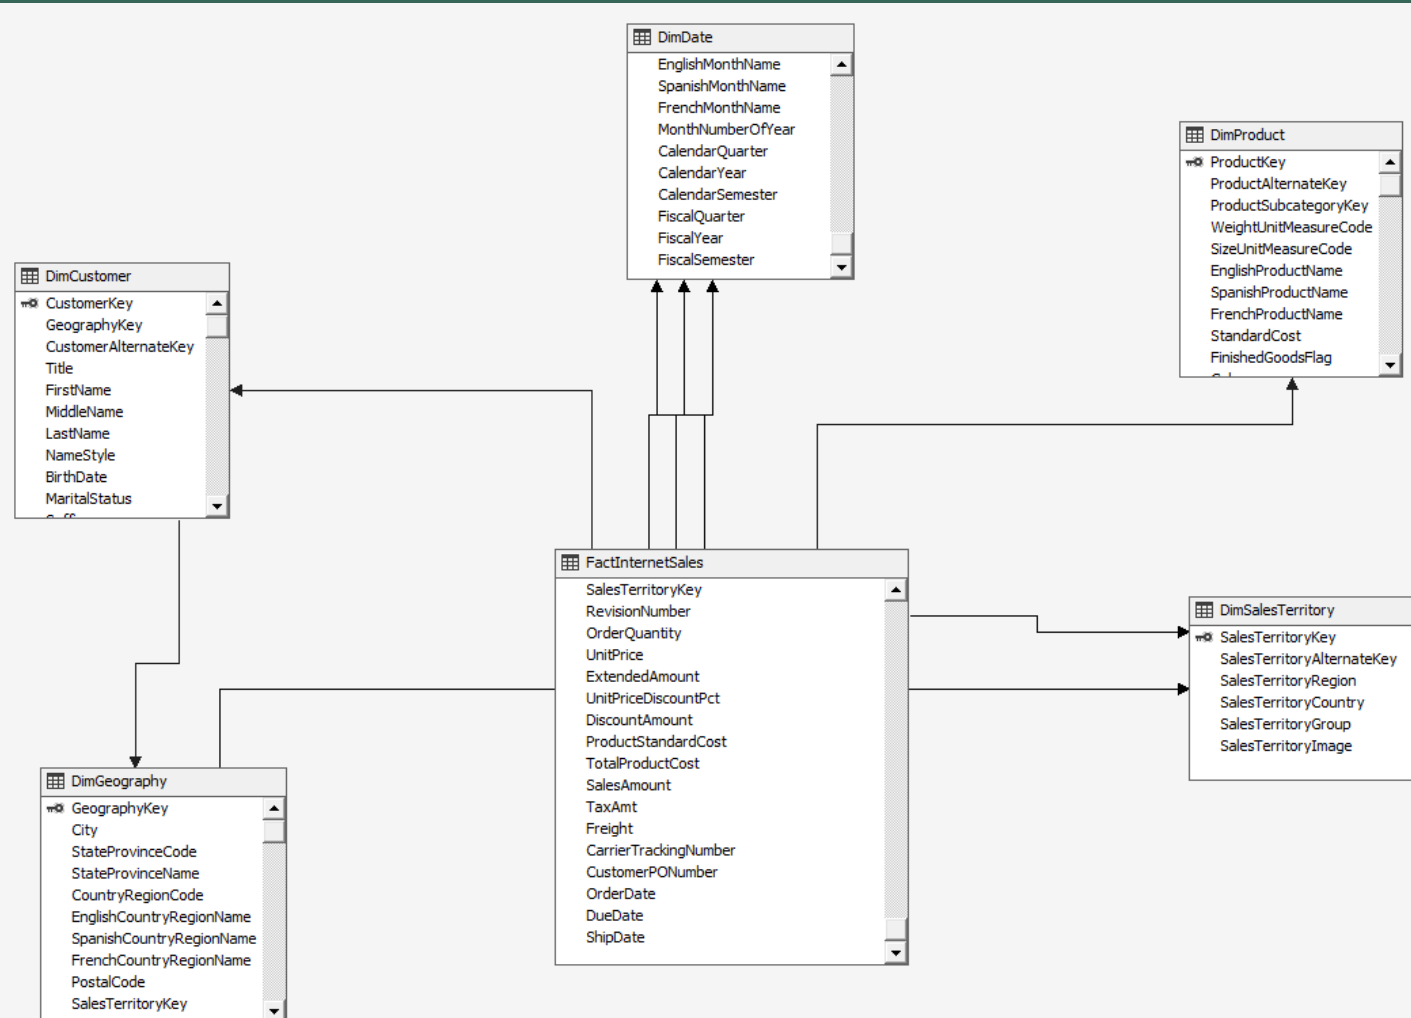 DimDate
EnglishMonthName
SpanishMonthName
FrenchMonthName
MonthNumberOfYear
CalendarQuarter
CalendarYear
CalendarSemester
FiscalQuarter
FiscalYear
FiscalSemester
DimProduct
ProductKey
ProductAlternateKey
ProductSubcategoryKey
WeightUnitMeasureCode
SizeUnitMeasureCode
EnglishProductName
SpanishProductName
FrenchProductName
StandardCost
FinishedGoodsFlag
DimCustomer
CustomerKey
GeographyKey
CustomerAlternateKey
Title
FirstName
MiddleName
LastName
NameStyle
BirthDate
MaritalStatus
FactInternetSales
SalesTerritoryKey
RevisionNumber
OrderQuantity
UnitPrice
ExtendedAmount
UnitPriceDiscountPct
DiscountAmount
ProductStandardCost
TotalProductCost
SalesAmount
TaxAmt
Freight
CarrierTrackingNumber
CustomerPONumber
OrderDate
DueDate
ShipDate
DimSalesTerritory
SalesTerritoryKey
SalesTerritoryAlternateKey
SalesTerritoryRegion
SalesTerritoryCountry
SalesTerritoryGroup
SalesTerritoryImage
DimGeography
GeographyKey
City
StateProvinceCode
StateProvinceName
CountryRegionCode
EnglishCountryRegionName
SpanishCountryRegionName
FrenchCountryRegionName
PostalCode
SalesTerritoryKey